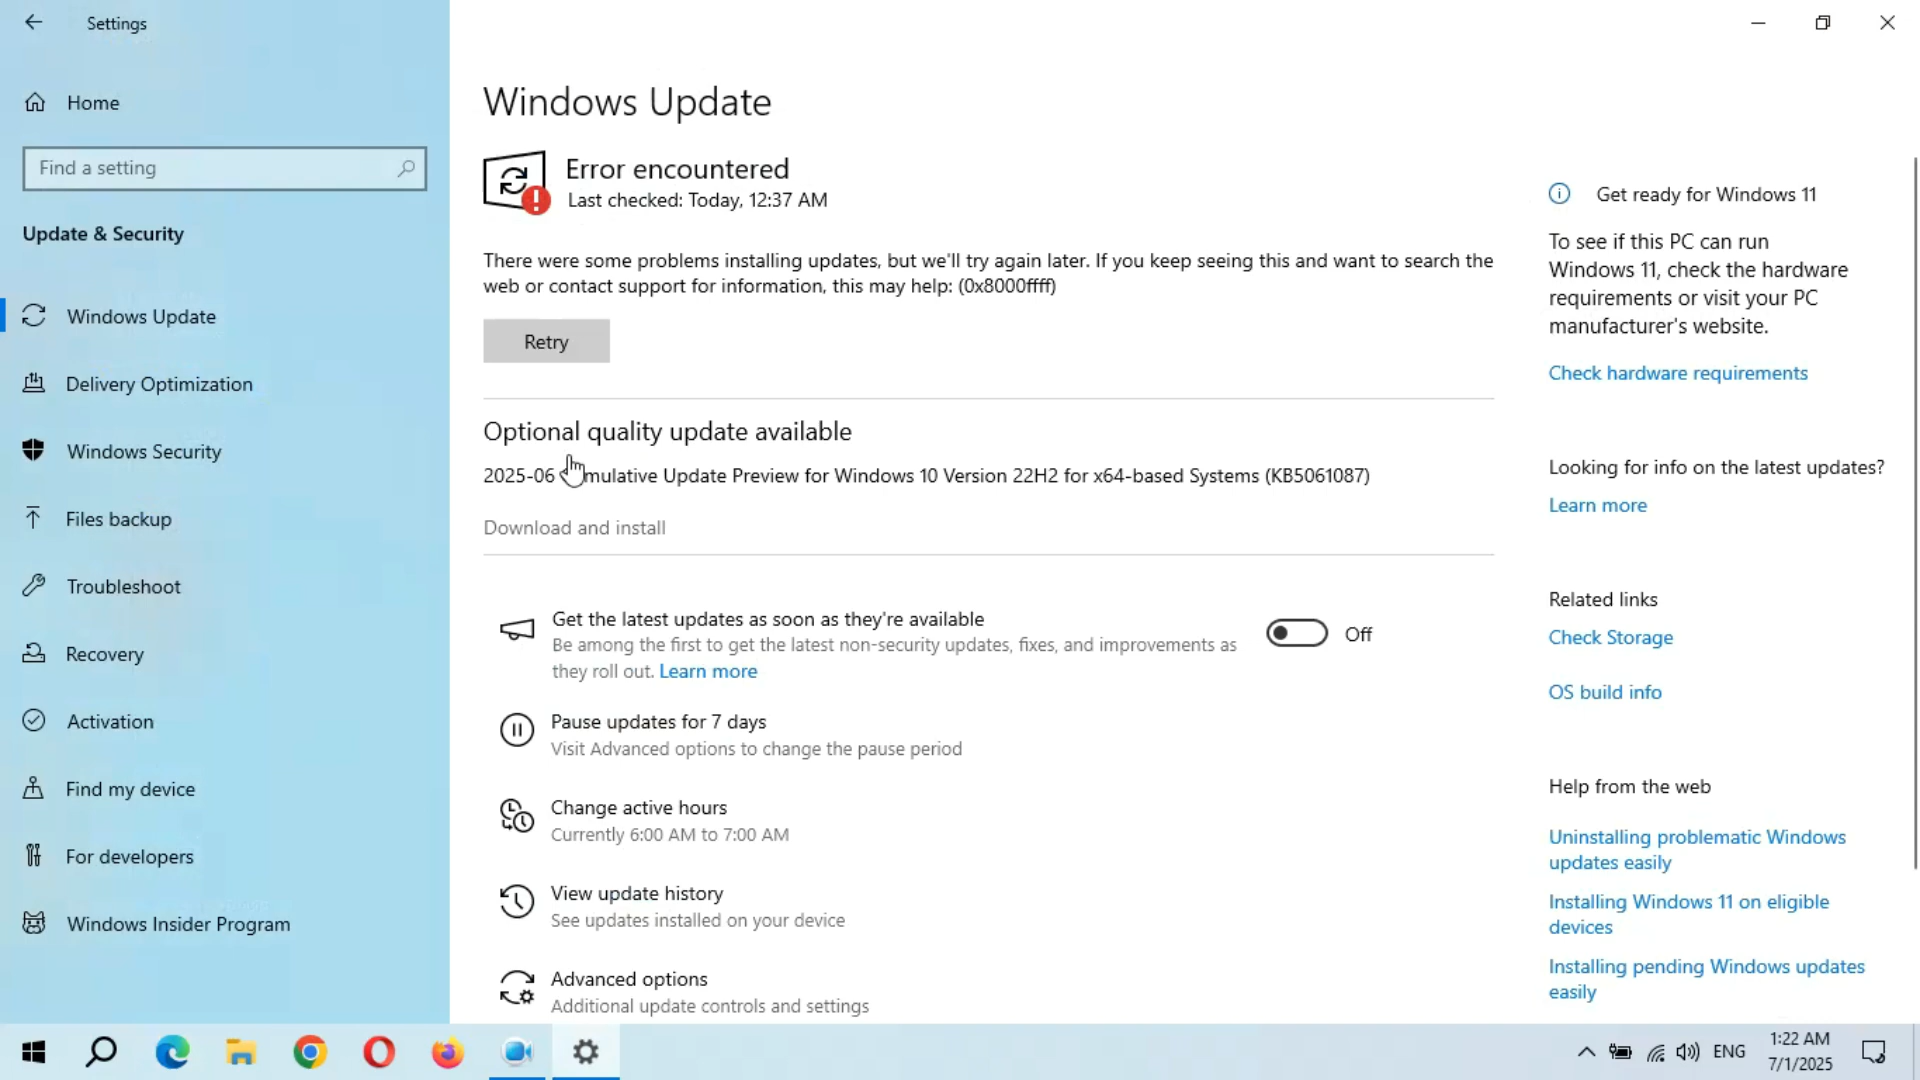 Settings
Home
Find a setting
Update & Security
Windows Update
Delivery Optimization
Windows Security
Files backup
Troubleshoot
Recovery
Activation
Find my device
For developers
Windows Insider Program
Windows Update
Error encountered
Last checked: Today, 12:37 AM
There were some problems installing updates, but we'll try again later. If you keep seeing this and want to search the
web or contact support for information, this may help: (0x8000ffff)
Retry
Optional quality update available
2025-06 mulative Update Preview for Windows 10 Version 22H2 for x64-based Systems (KB5061087)
Download and install
Get the latest updates as soon as they're available
Be among the first to get the latest non-security updates, fixes, and improvements as
they roll out. Learn more
Off
Pause updates for 7 days
Visit Advanced options to change the pause period
Change active hours
Currently 6:00 AM to 7:00 AM
View update history
See updates installed on your device
Advanced options
Additional update controls and settings
Get ready for Windows 11
To see if this PC can run
Windows 11, check the hardware
requirements or visit your PC
manufacturer's website.
Check hardware requirements
Looking for info on the latest updates?
Learn more
Related links
Check Storage
OS build info
Help from the web
Uninstalling problematic Windows
updates easily
Installing Windows 11 on eligible
devices
Installing pending Windows updates
easily
ENG
1:22 AM
7/1/2025